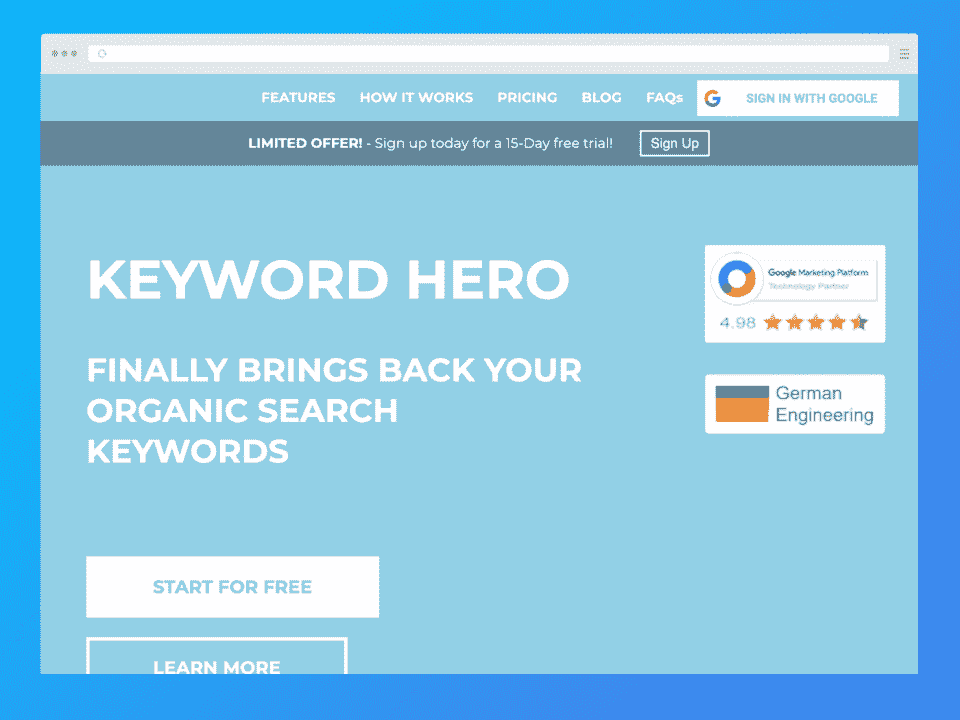 FEATURES HOW IT WORKS PRICING BLOG FAQs SIGN IN WITH GOOGLE
LIMITED OFFER! - Sign up today for a 15-Day free trial! Sign Up
KEYWORD HERO
Google Marketing Platform
Technology Partner
4.98
FINALLY BRINGS BACK YOUR
ORGANIC SEARCH
KEYWORDS
German
Engineering
START FOR FREE
LEARN MORE